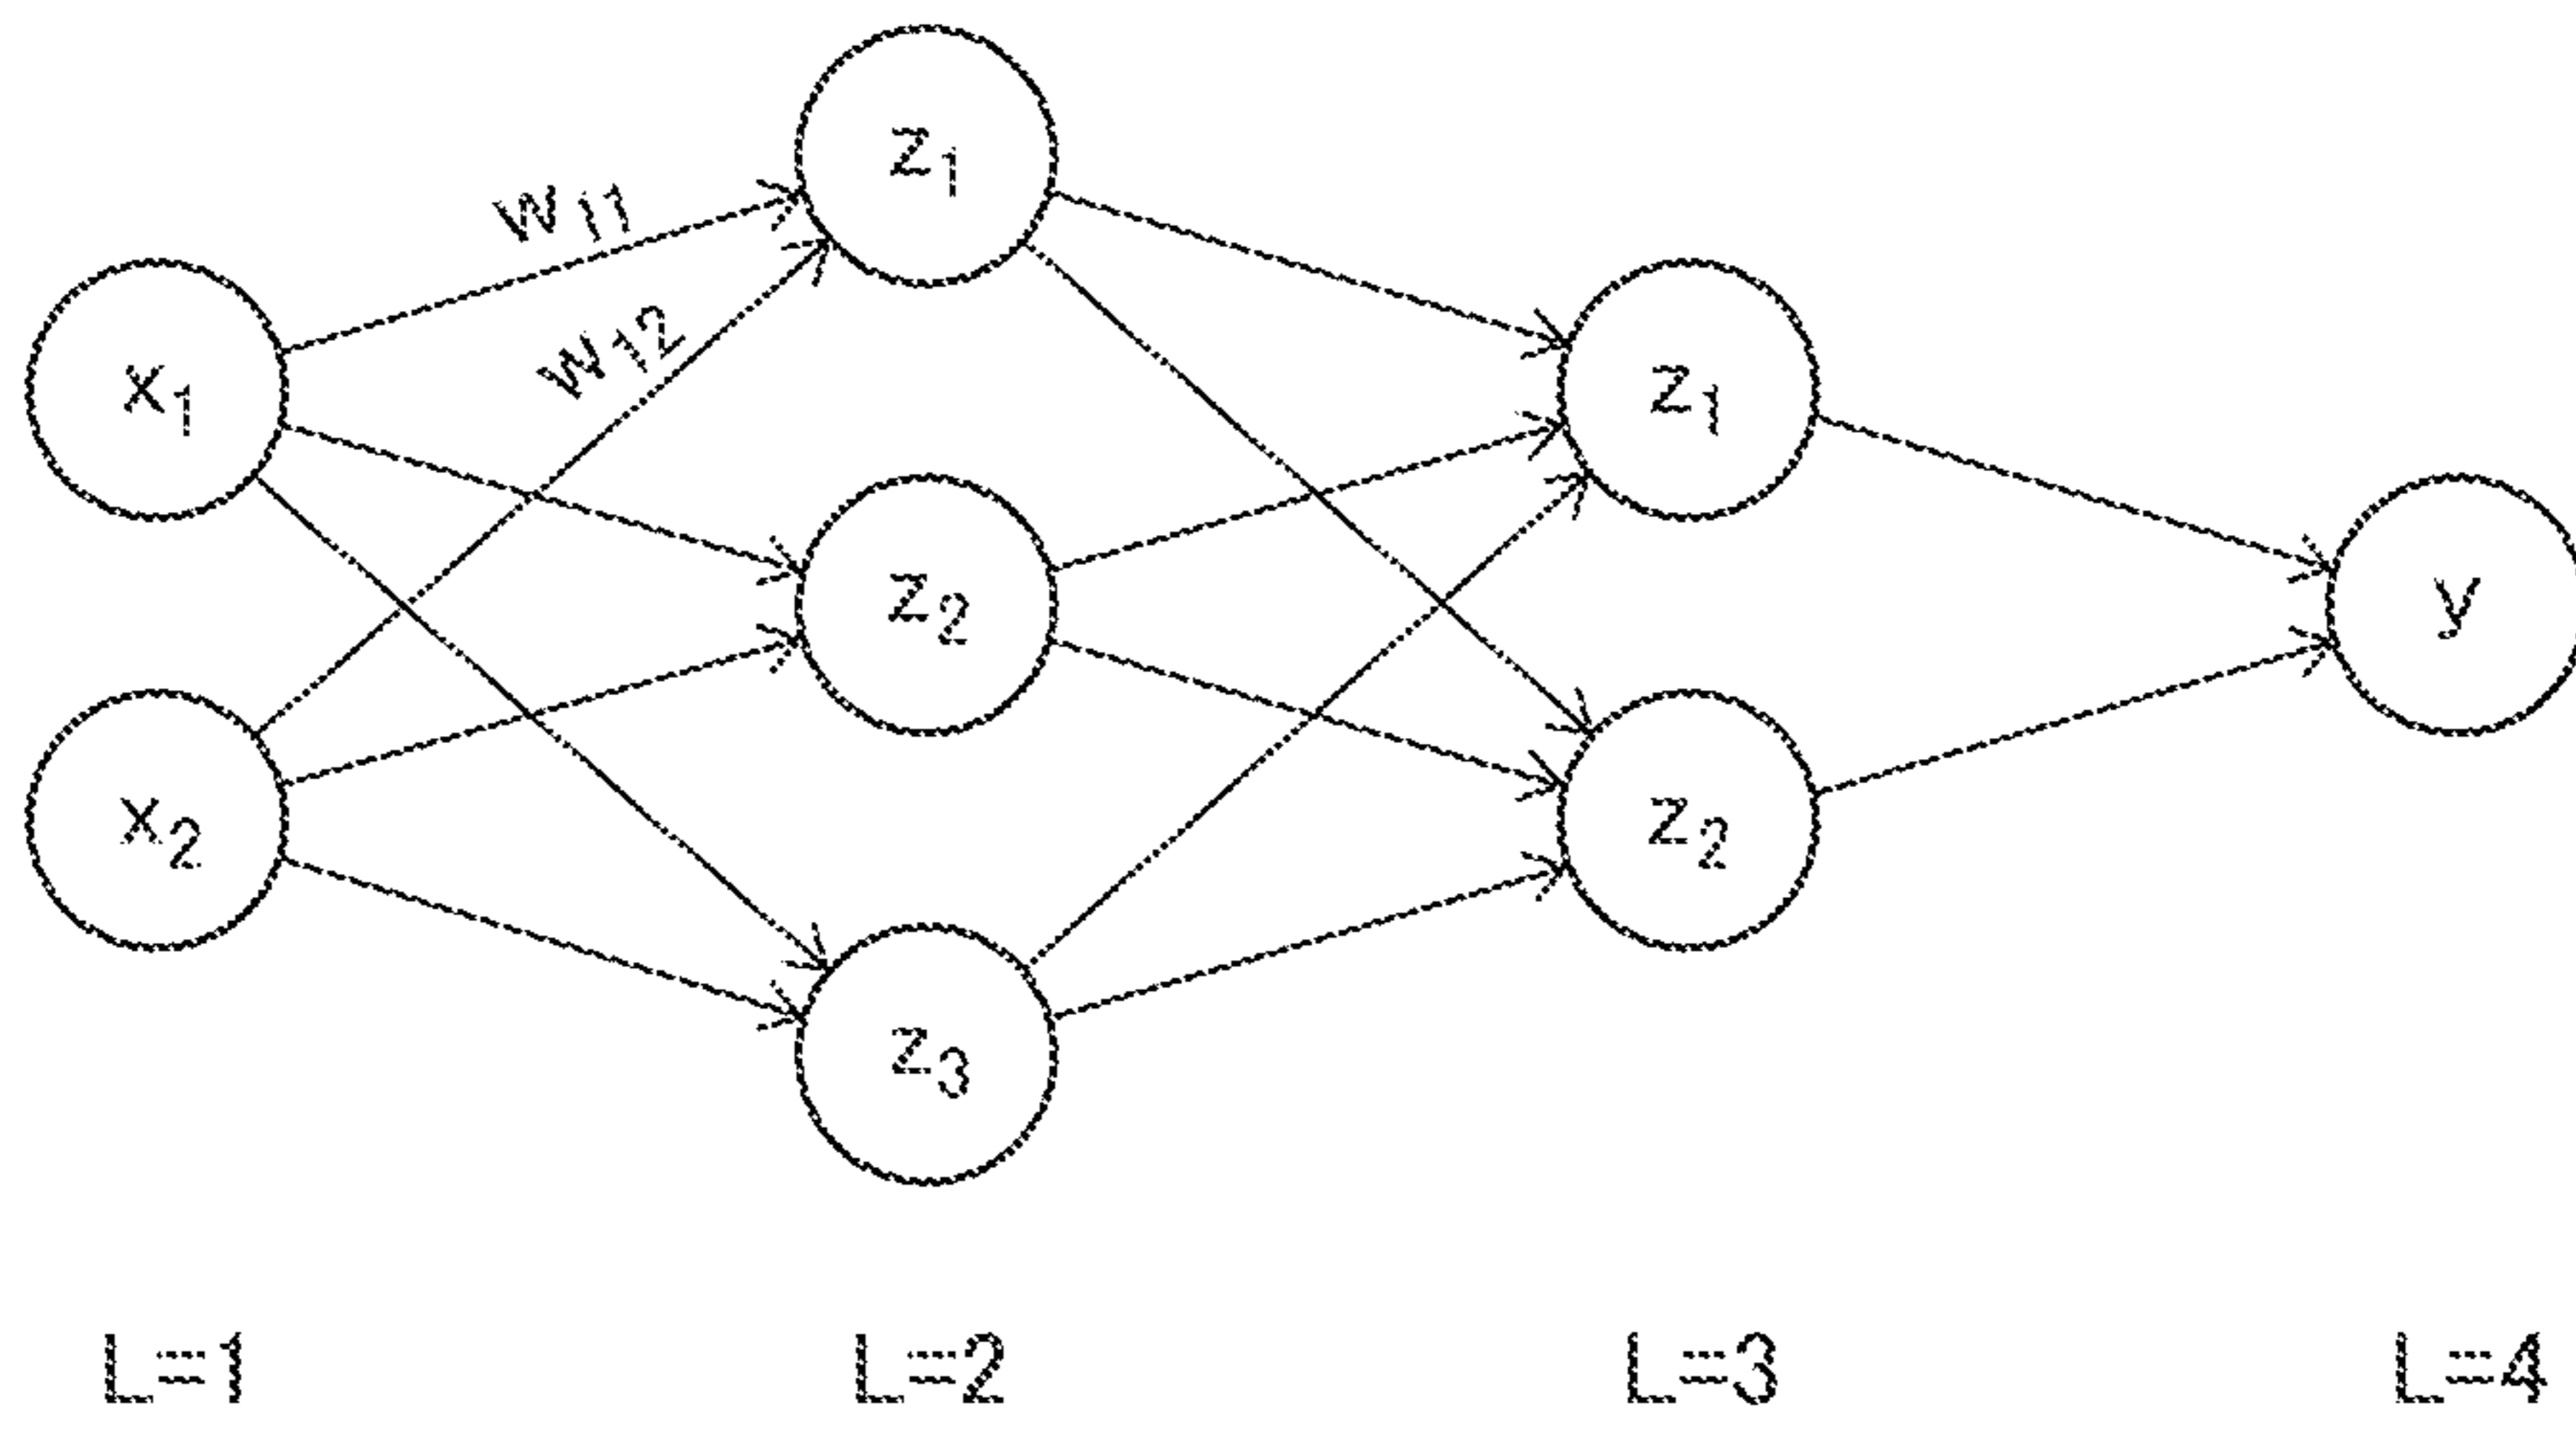 z₁
w₁₁
w₁₂
x₁
z₁
z₂
y
x₂
z₂
z₃
L=1 L=2 L=3 L=4